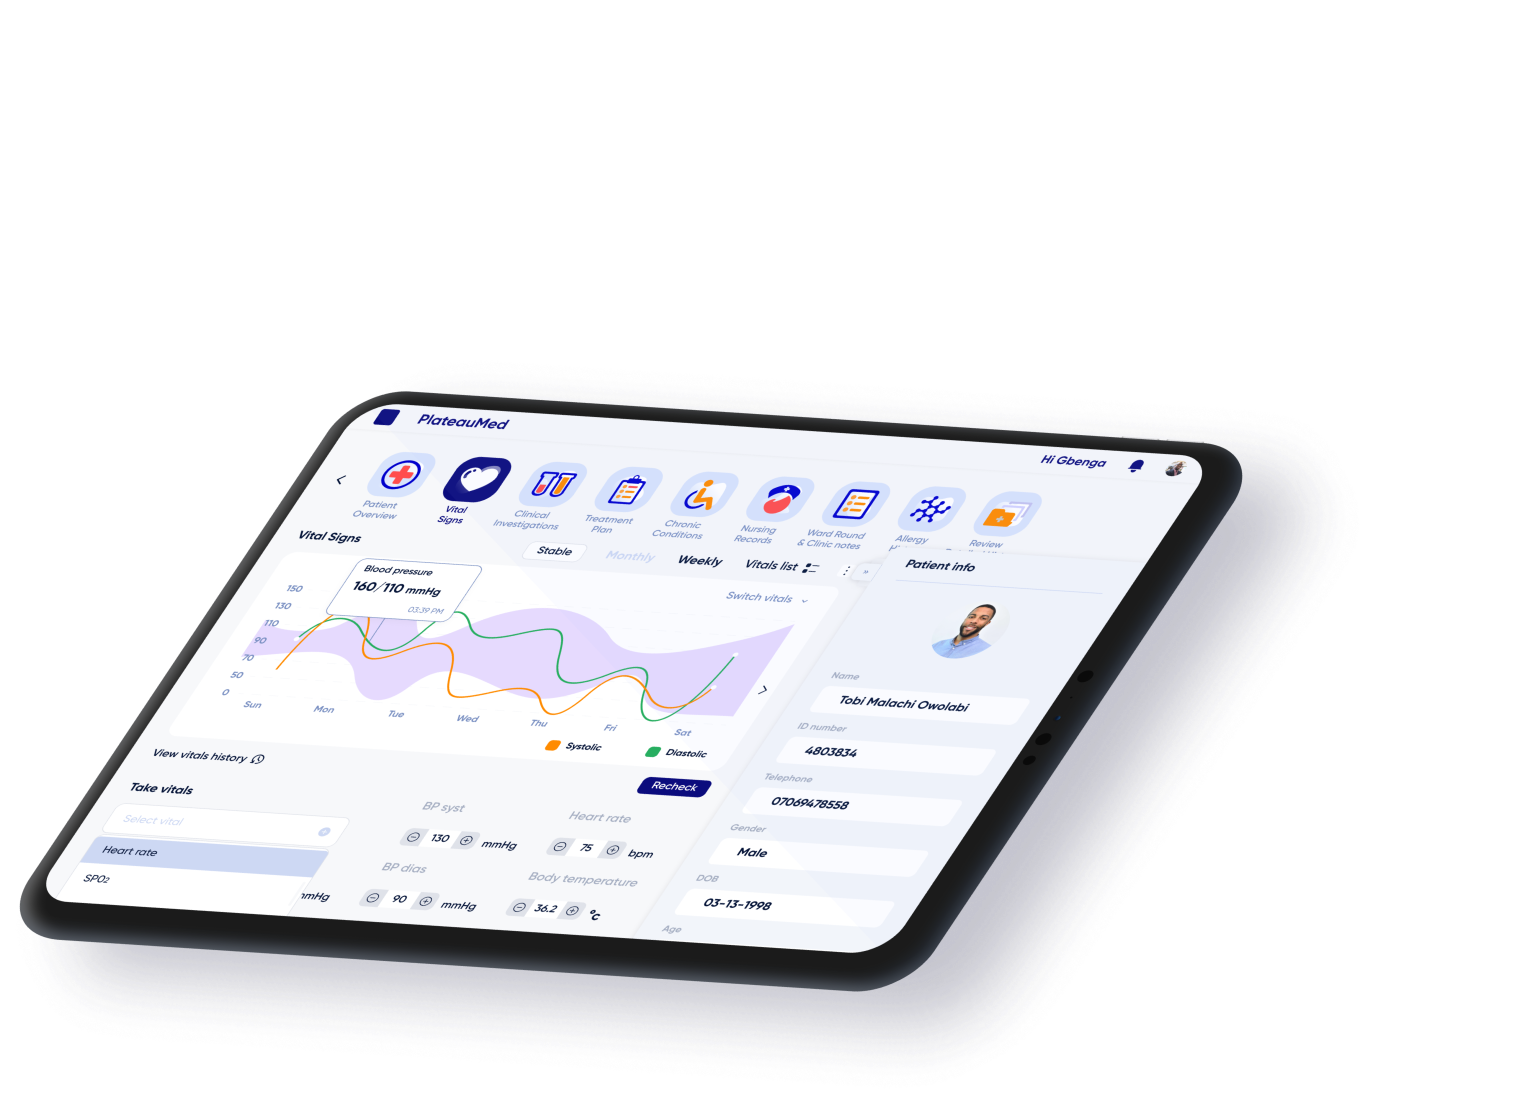 PlateauMed
Hi Gbenga
Patient
Overview
Vital
Signs
Clinical
Investigations
Treatment
Plan
Chronic
Conditions
Nursing
Records
Ward Round
& Clinic notes
Allergy
Review
Vital Signs
Stable
Monthly
Weekly
Vitals list
Switch vitals
Blood pressure
160/110 mmHg
03:39 PM
150
130
110
90
70
50
0
Sun
Mon
Tue
Wed
Thu
Fri
Sat
Systolic
Diastolic
View vitals history
Recheck
Take vitals
Select vital
Heart rate
SPO2
mmHg
BP syst
130
mmHg
Heart rate
75
bpm
BP dias
90
mmHg
Body temperature
36.2
°c
Patient info
Name
Tobi Malachi Owolabi
ID number
4803834
Telephone
07069478558
Gender
Male
DOB
03-13-1998
Age